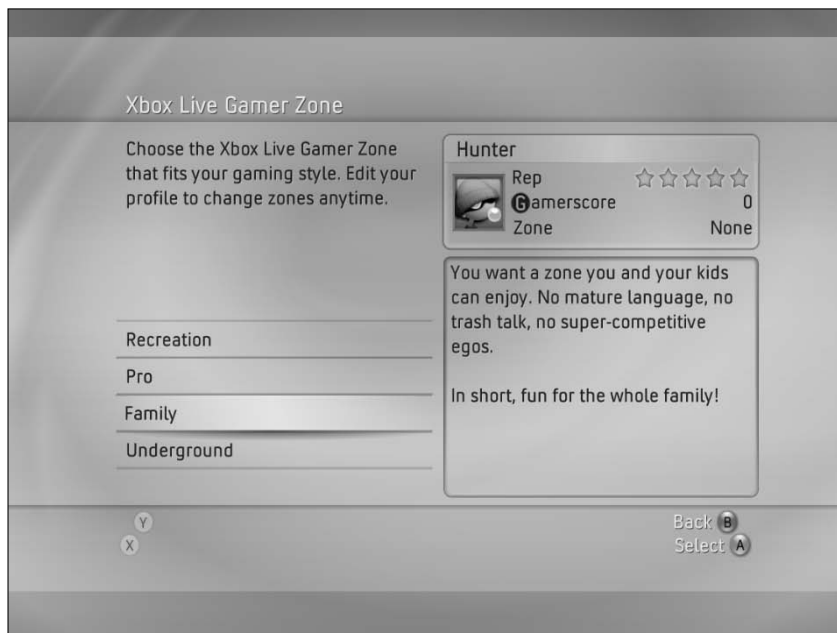 Xbox Live Gamer Zone
Choose the Xbox Live Gamer Zone
that fits your gaming style. Edit your
profile to change zones anytime.
Recreation
Pro
Family
Underground
Hunter
Rep
Gamerscore 0
Zone None
You want a zone you and your kids
can enjoy. No mature language, no
trash talk, no super-competitive
egos.
In short, fun for the whole family!
Y
X
Back B
Select A